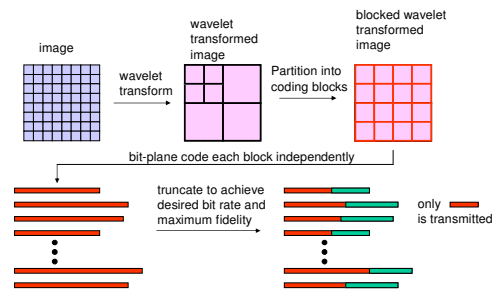 image
wavelet
transform
wavelet
transformed
image
Partition into
coding blocks
blocked wavelet
transformed
image
bit-plane code each block independently
truncate to achieve
desired bit rate and
maximum fidelity
only
is transmitted